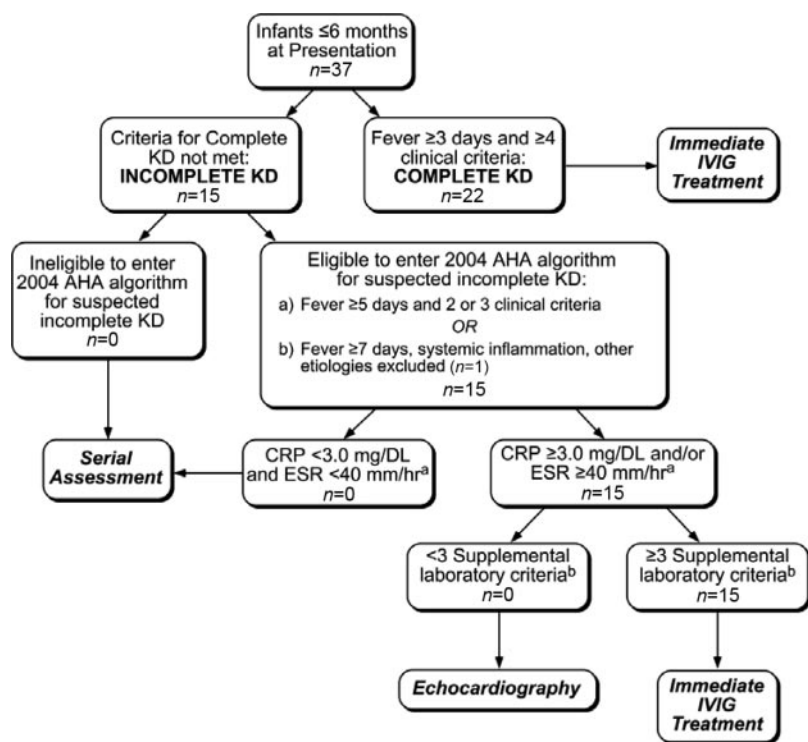 Infants ≤6 months
at Presentation
n=37
Criteria for Complete
KD not met:
INCOMPLETE KD
n=15
Fever ≥3 days and ≥4
clinical criteria:
COMPLETE KD
n=22
Immediate
IVIG
Treatment
Ineligible to enter
2004 AHA algorithm
for suspected
incomplete KD
n=0
Eligible to enter 2004 AHA algorithm
for suspected incomplete KD:
a) Fever ≥5 days and 2 or 3 clinical criteria
OR
b) Fever ≥7 days, systemic inflammation, other
etiologies excluded (n=1)
n=15
Serial
Assessment
CRP <3.0 mg/DL
and ESR <40 mm/hrᵃ
n=0
CRP ≥3.0 mg/DL and/or
ESR ≥40 mm/hrᵃ
n=15
<3 Supplemental
laboratory criteriaᵇ
n=0
≥3 Supplemental
laboratory criteriaᵇ
n=15
Echocardiography
Immediate
IVIG
Treatment